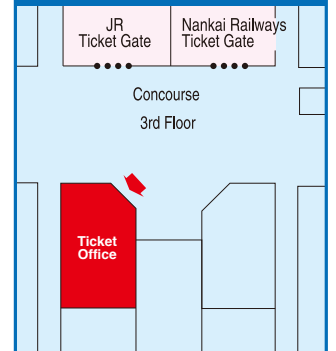 JR
Ticket Gate
Nankai Railways
Ticket Gate
Concourse
3rd Floor
Ticket
Office